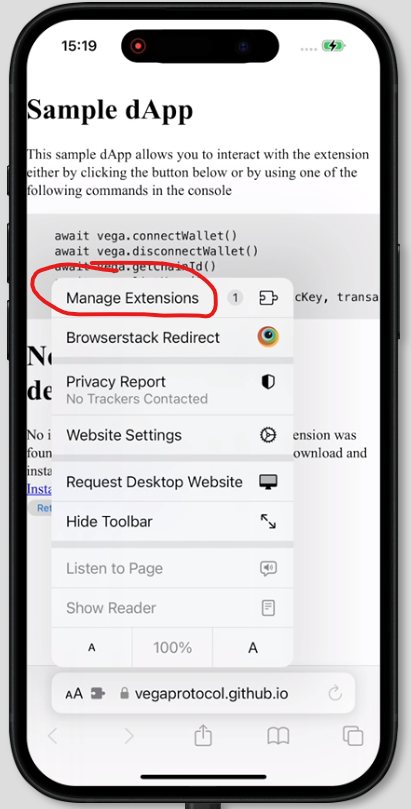 15:19
Sample dApp
This sample dApp allows you to interact with the extension
either by clicking the button below or by using one of the
following commands in the console
await vega.connectWallet()
await vega.disconnectWallet()
await vega.getChainId()
Manage Extensions 1
cKey, transa
Browserstack Redirect
Privacy Report
No Trackers Contacted
Website Settings
No i
ension was
foun
ownload and
insta
Insta
Request Desktop Website
Ret
Hide Toolbar
Listen to Page
Show Reader
A 100% A
AA vegaprotocol.github.io